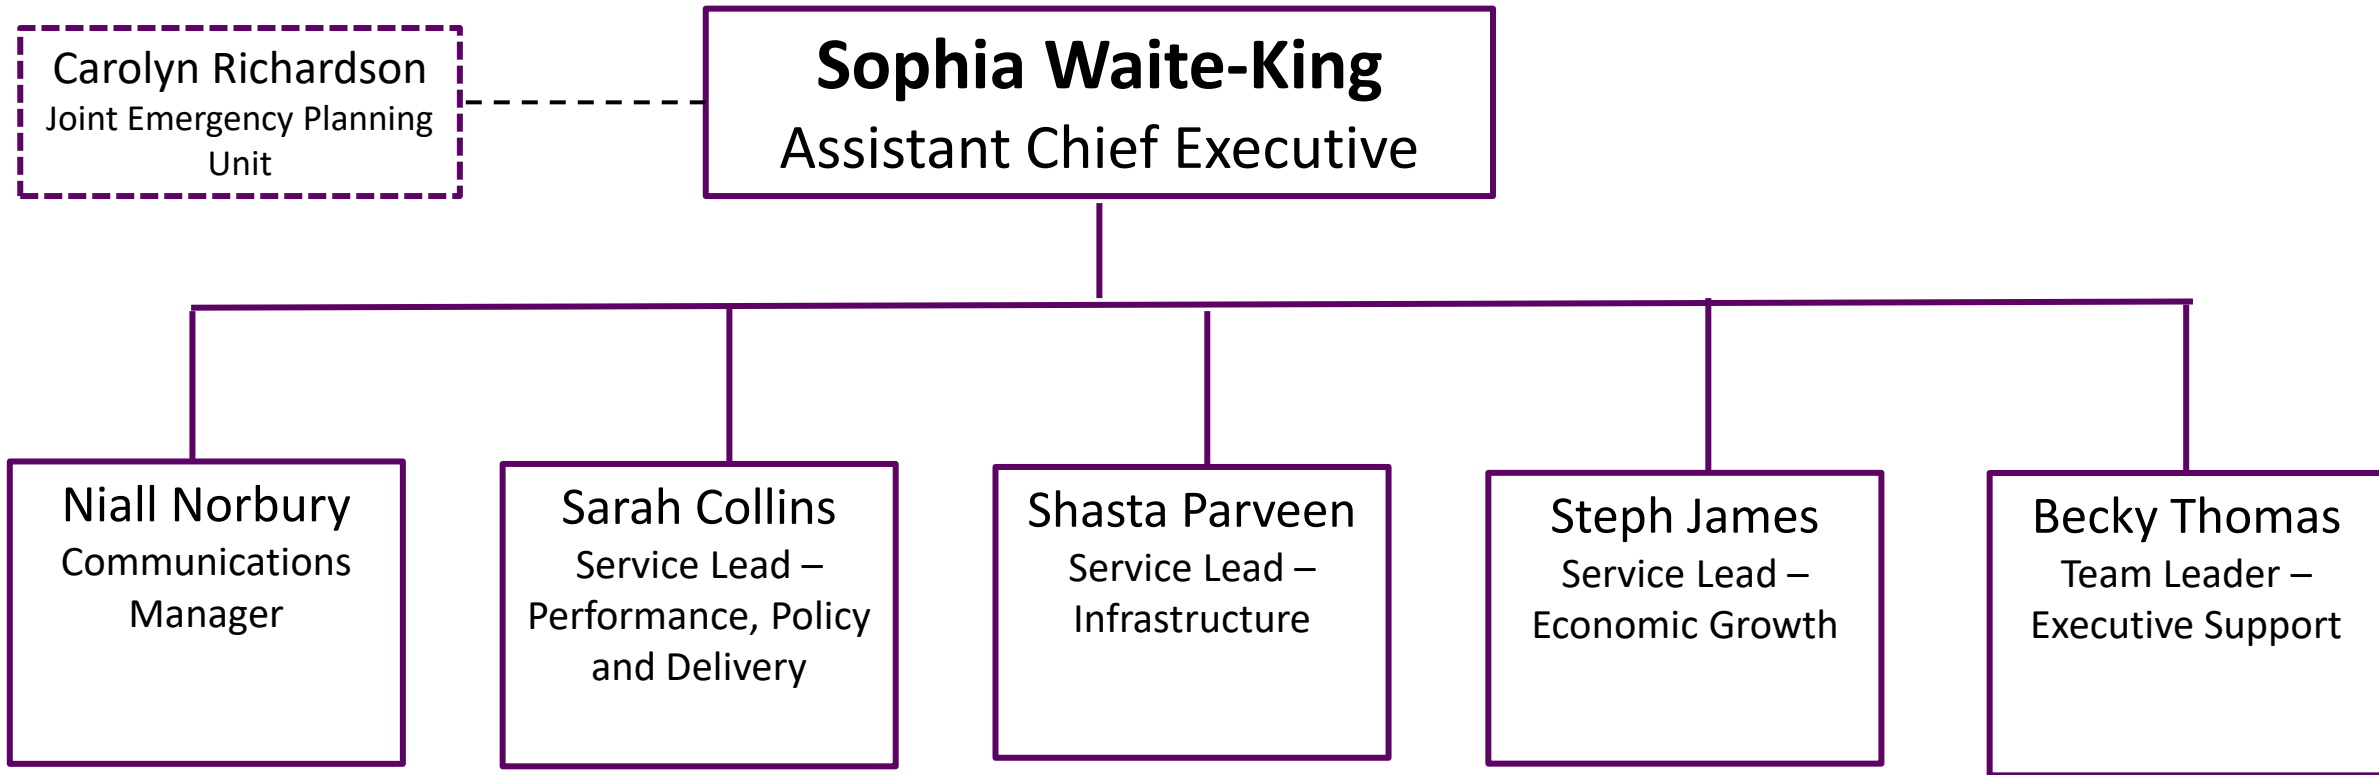 Carolyn Richardson
Joint Emergency Planning
Unit
Sophia Waite-King
Assistant Chief Executive
Niall Norbury
Communications
Manager
Sarah Collins
Service Lead –
Performance, Policy
and Delivery
Shasta Parveen
Service Lead –
Infrastructure
Steph James
Service Lead –
Economic Growth
Becky Thomas
Team Leader –
Executive Support